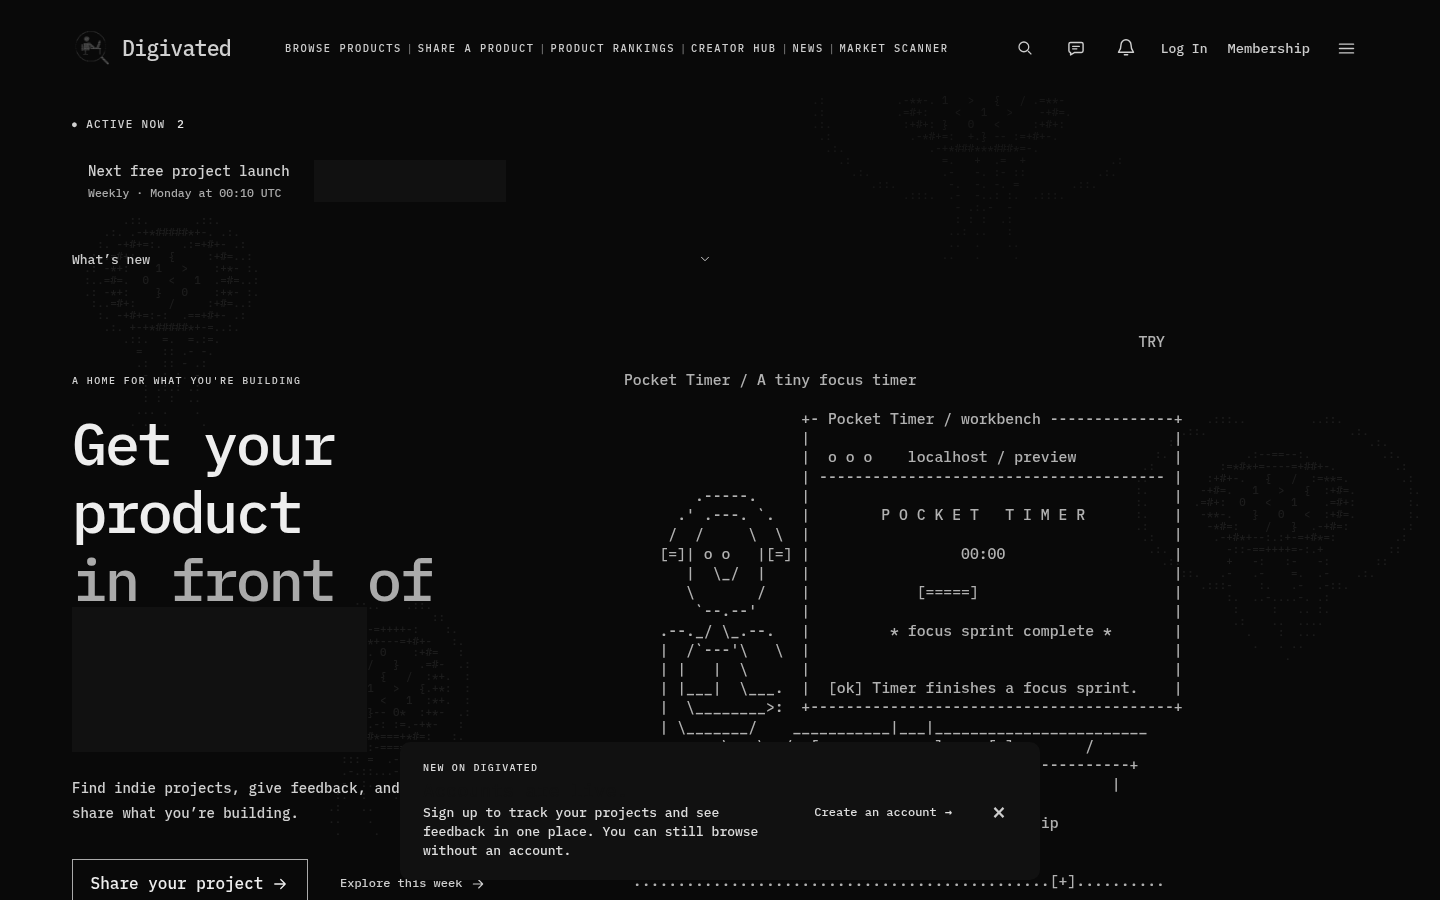 Digivated
BROWSE PRODUCTS | SHARE A PRODUCT | PRODUCT RANKINGS | CREATOR HUB | NEWS | MARKET SCANNER
Log In
Membership
ACTIVE NOW 2
Next free project launch
Weekly · Monday at 00:10 UTC
What’s new
TRY
A HOME FOR WHAT YOU'RE BUILDING
Get your
product
in front of
Pocket Timer / A tiny focus timer
Pocket Timer / workbench
o o o localhost / preview
P O C K E T T I M E R
00:00
[=====]
* focus sprint complete *
[ok] Timer finishes a focus sprint.
Find indie projects, give feedback, and
share what you’re building.
Share your project →
Explore this week →
NEW ON DIGIVATED
Sign up to track your projects and see
feedback in one place. You can still browse
without an account.
Create an account →
×
ip
[+]